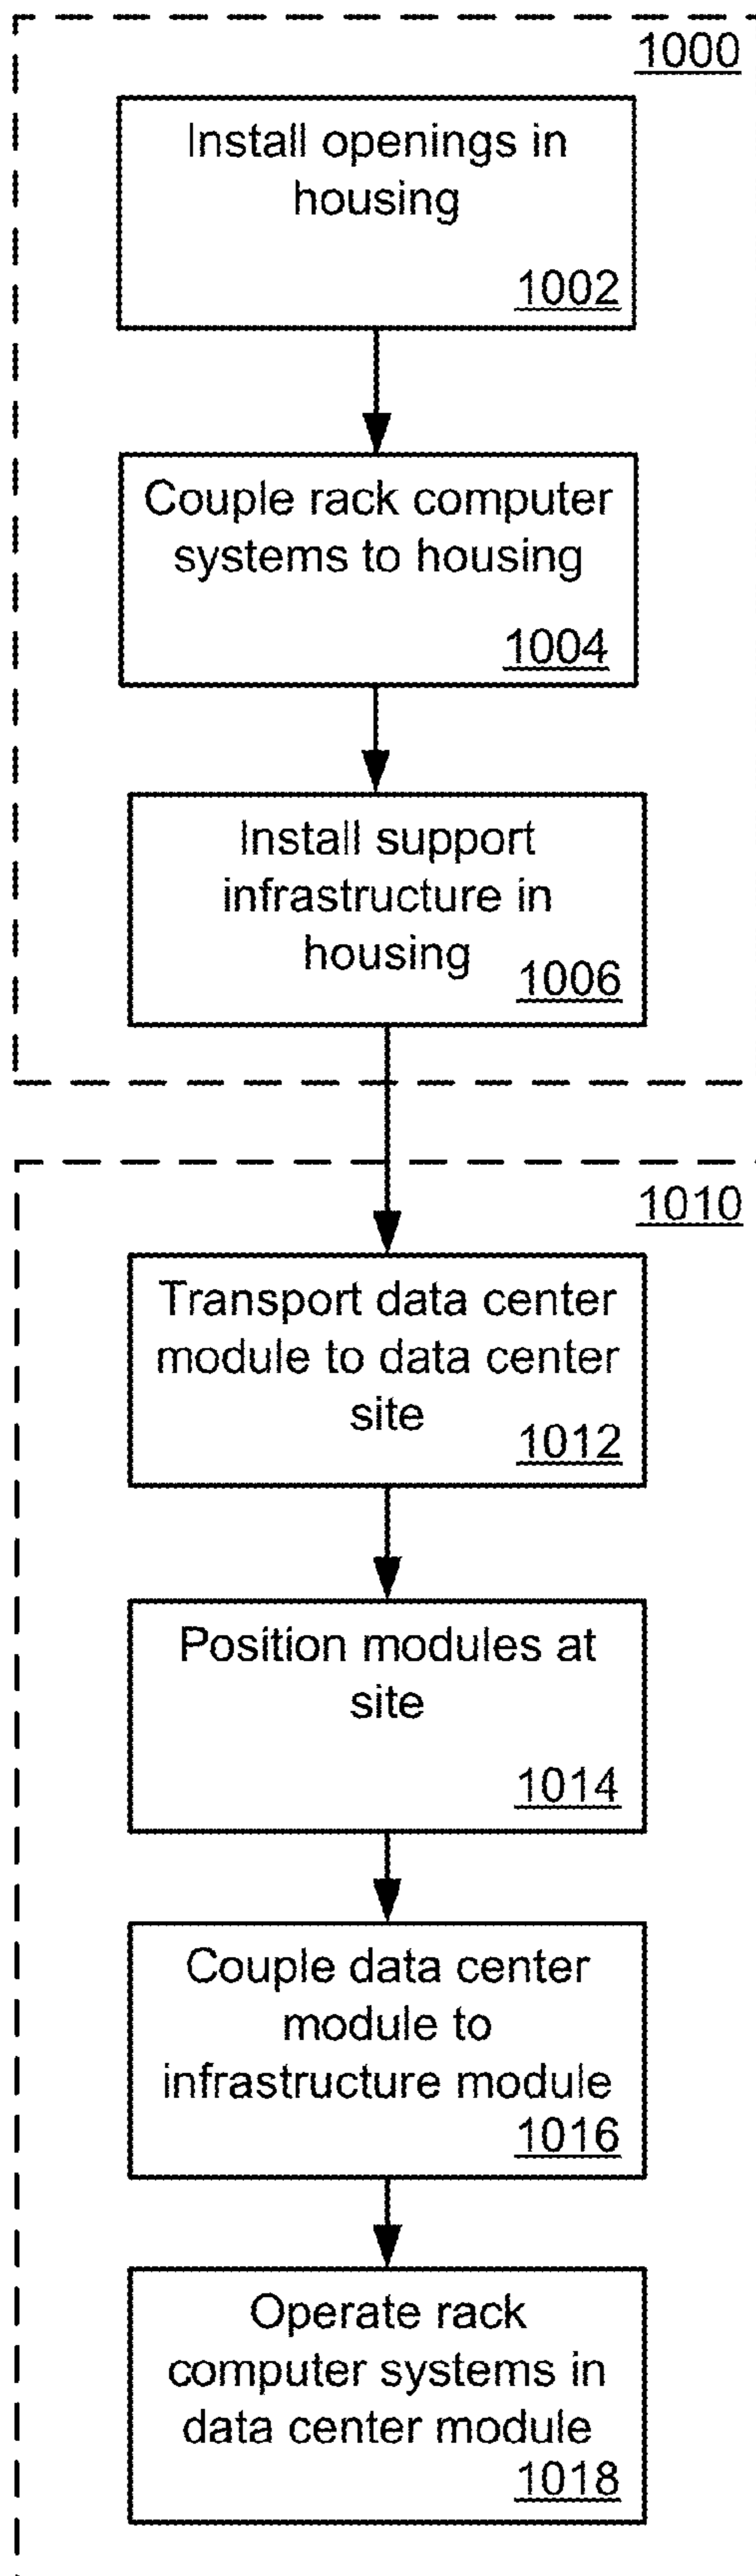 1000
Install openings in
housing
1002
Couple rack computer
systems to housing
1004
Install support
infrastructure in
housing
1006
1010
Transport data center
module to data center
site
1012
Position modules at
site
1014
Couple data center
module to
infrastructure module
1016
Operate rack
computer systems in
data center module
1018